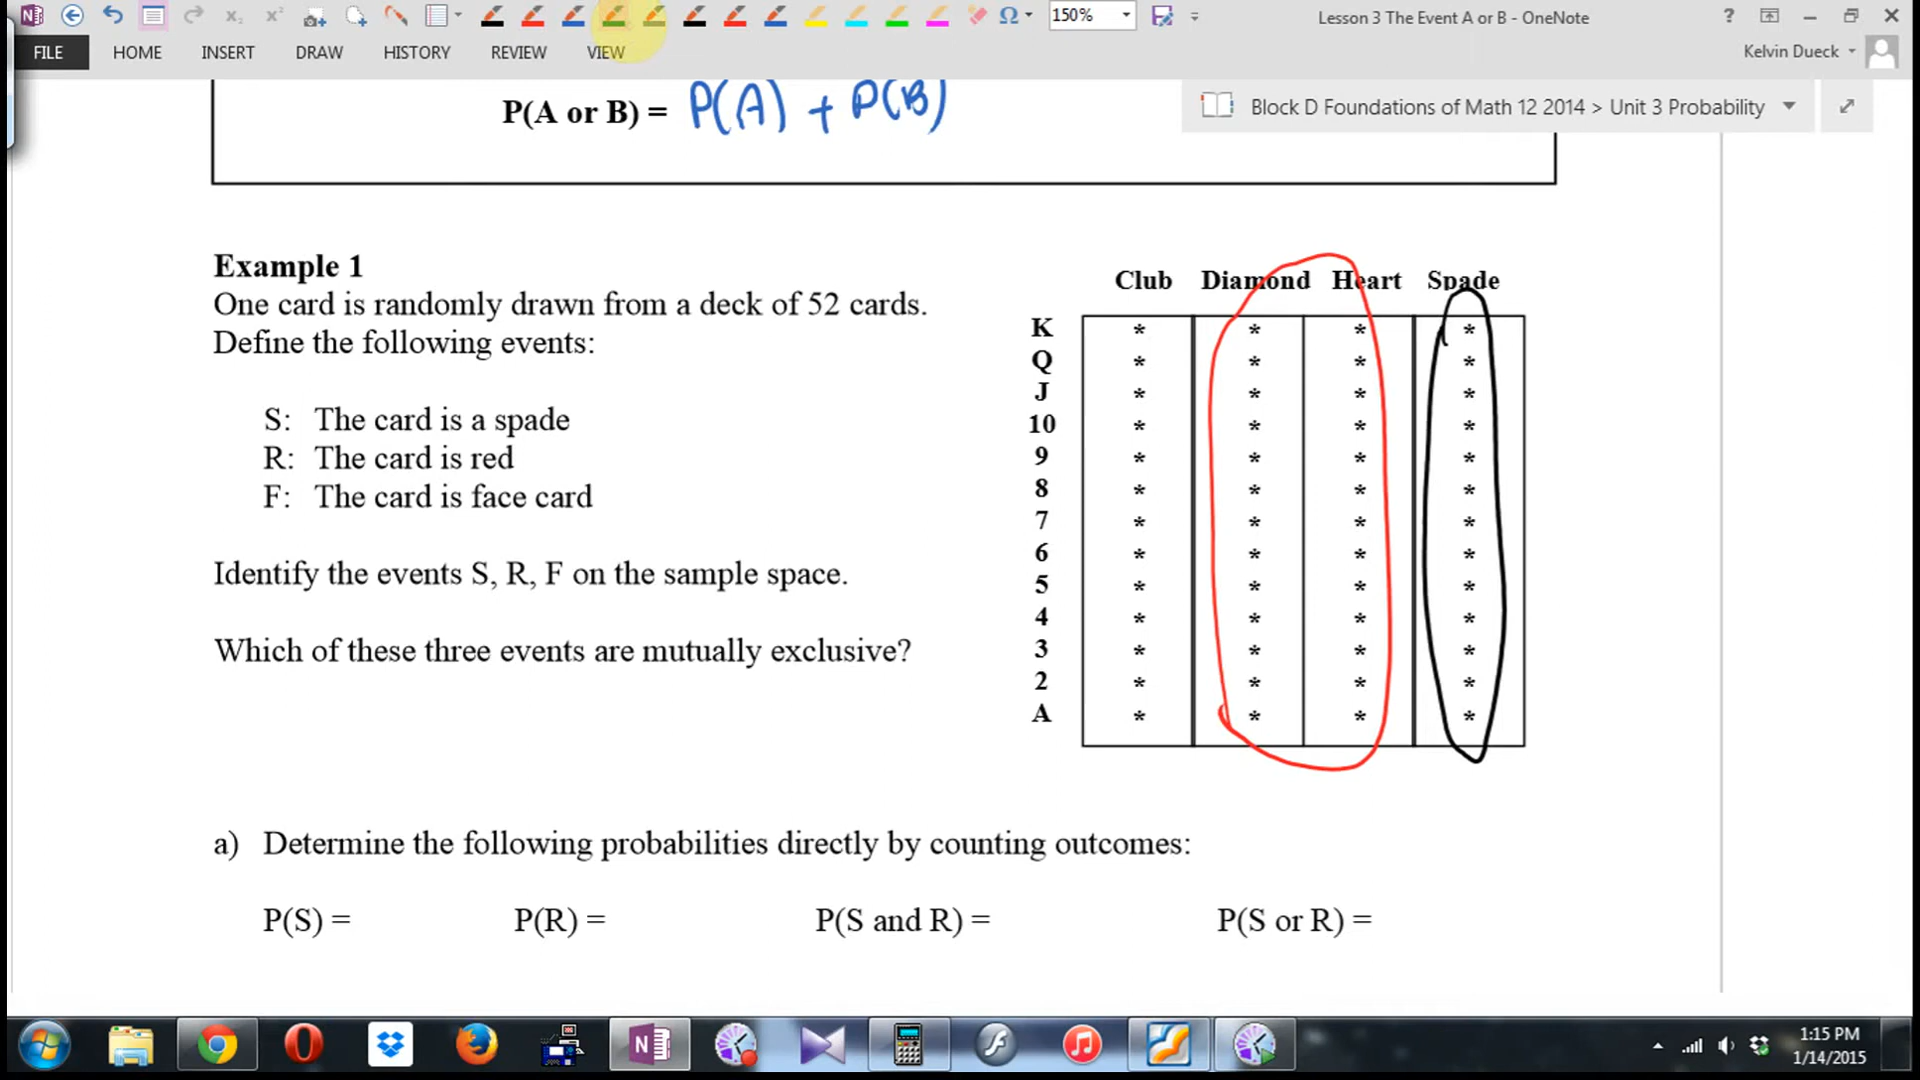 150%
Lesson 3 The Event A or B - OneNote
FILE HOME INSERT DRAW HISTORY REVIEW VIEW
Kelvin Dueck
P(A or B) = P(A) + P(B)
Block D Foundations of Math 12 2014 > Unit 3 Probability
Example 1
One card is randomly drawn from a deck of 52 cards.
Define the following events:
S: The card is a spade
R: The card is red
F: The card is face card
Identify the events S, R, F on the sample space.
Which of these three events are mutually exclusive?
Club Diamond Heart Spade
K * * * *
Q * * * *
J * * * *
10 * * * *
9 * * * *
8 * * * *
7 * * * *
6 * * * *
5 * * * *
4 * * * *
3 * * * *
2 * * * *
A * * * *
a) Determine the following probabilities directly by counting outcomes:
P(S) = P(R) = P(S and R) = P(S or R) =
1:15 PM
1/14/2015